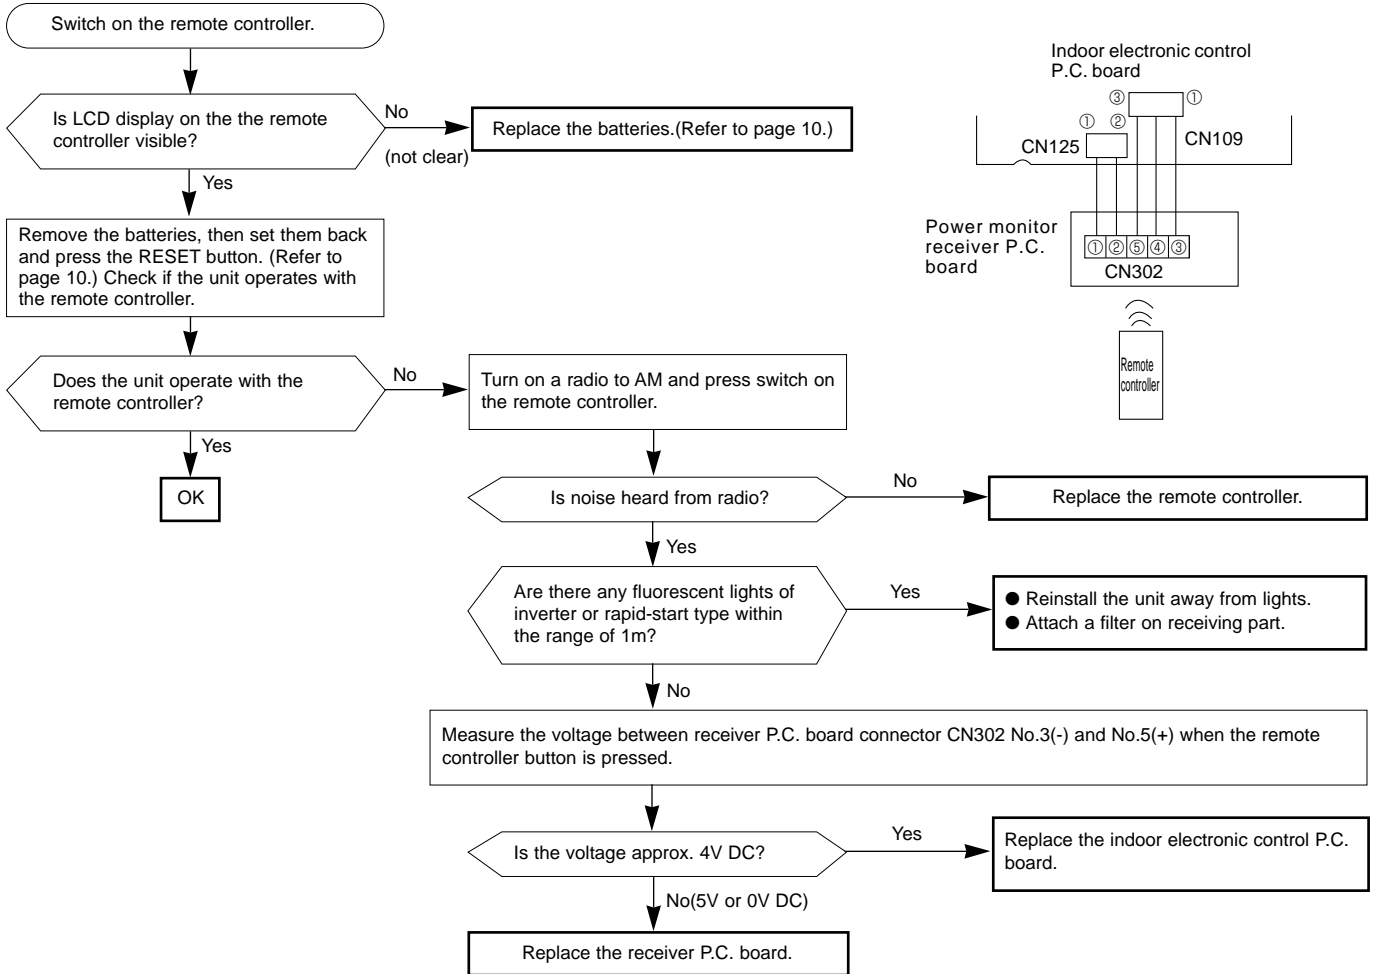 Switch on the remote controller.
Is LCD display on the the remote
controller visible?
No
(not clear)
Replace the batteries.(Refer to page 10.)
Yes
Remove the batteries, then set them back
and press the RESET button. (Refer to
page 10.) Check if the unit operates with
the remote controller.
Does the unit operate with the
remote controller?
No
Yes
OK
Turn on a radio to AM and press switch on
the remote controller.
Is noise heard from radio?
No
Replace the remote controller.
Yes
Are there any fluorescent lights of
inverter or rapid-start type within
the range of 1m?
Yes
● Reinstall the unit away from lights.
● Attach a filter on receiving part.
No
Measure the voltage between receiver P.C. board connector CN302 No.3(-) and No.5(+) when the remote
controller button is pressed.
Is the voltage approx. 4V DC?
Yes
Replace the indoor electronic control P.C.
board.
No(5V or 0V DC)
Replace the receiver P.C. board.
Indoor electronic control
P.C. board
③ ①
① ②
CN125
CN109
Power monitor
receiver P.C.
board
① ② ⑤ ④ ③
CN302
Remote
controller